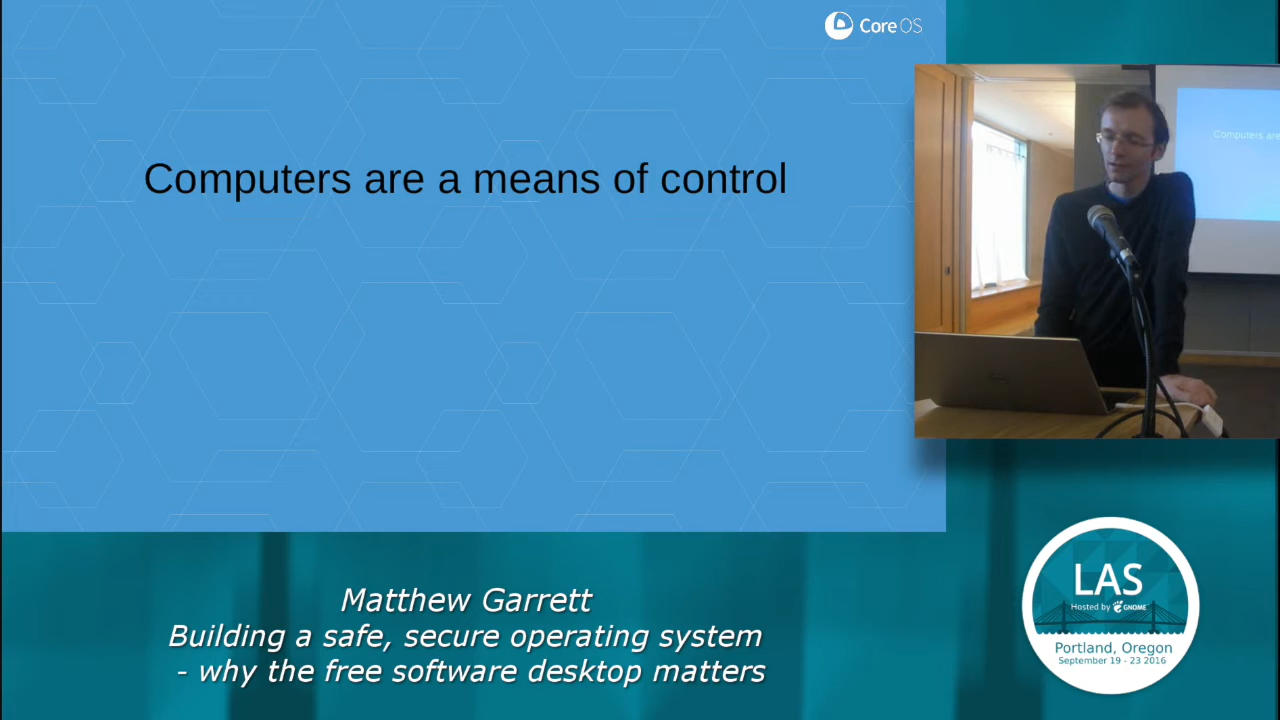 CoreOS
Computers are a means of control
Computers are
Matthew Garrett
Building a safe, secure operating system
- why the free software desktop matters
LAS
Hosted by GNOME
Portland, Oregon
September 19 - 23 2016